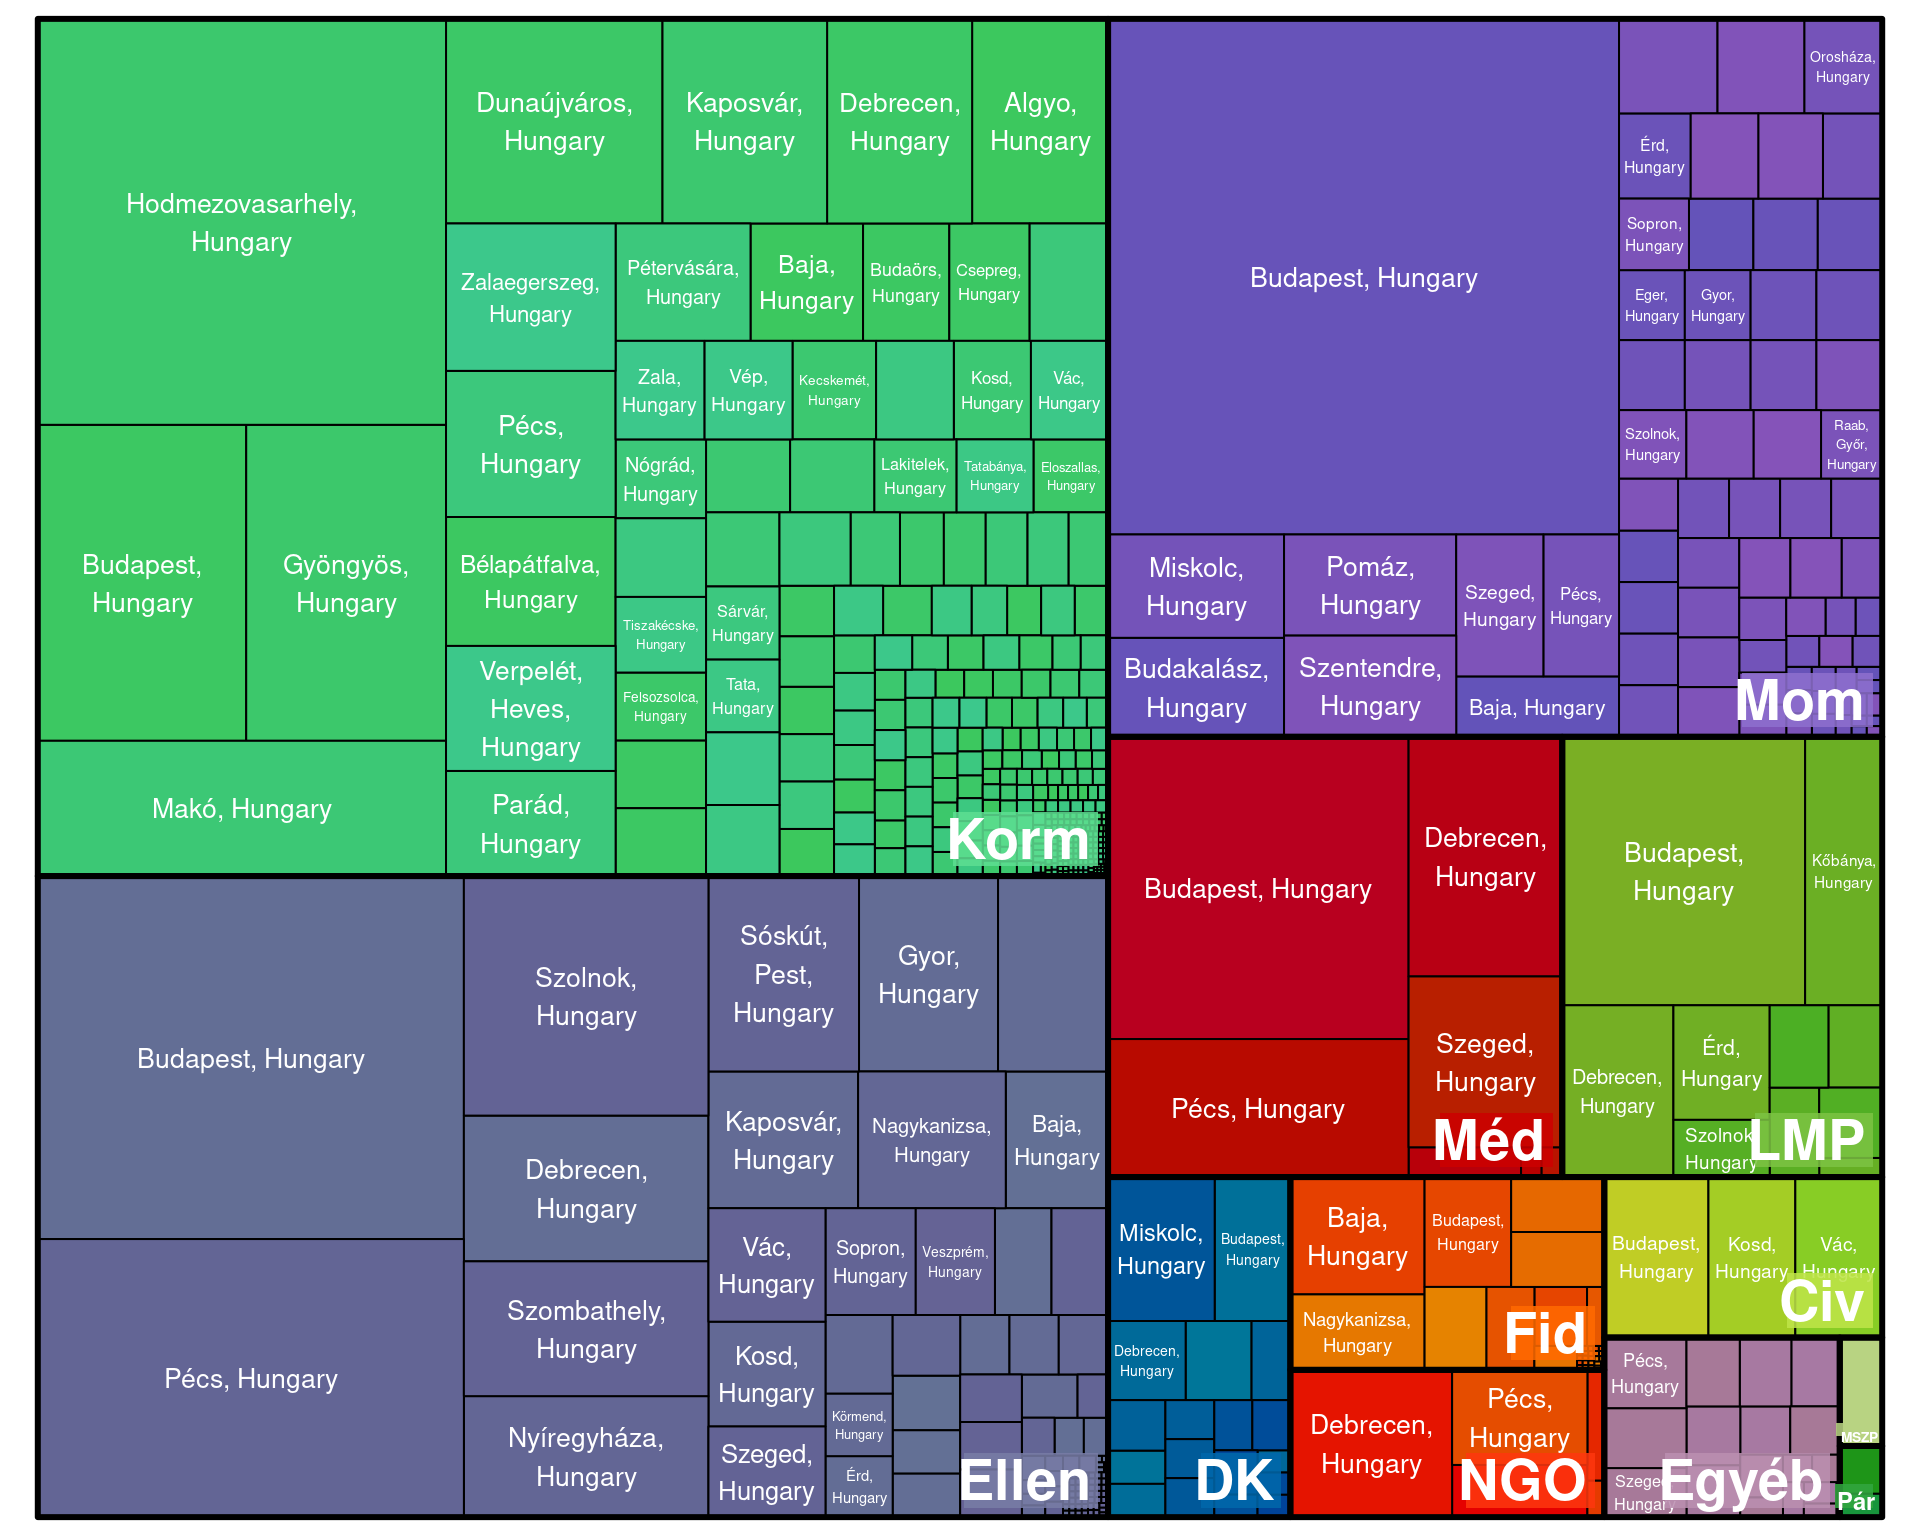 Hodmezovasarhely,
Hungary
Budapest,
Hungary
Gyöngyös,
Hungary
Makó, Hungary
Dunaújváros,
Hungary
Kaposvár,
Hungary
Debrecen,
Hungary
Algyo,
Hungary
Zalaegerszeg,
Hungary
Pétervására,
Hungary
Baja,
Hungary
Budaörs,
Hungary
Csepreg,
Hungary
Pécs,
Hungary
Zala,
Hungary
Vép,
Hungary
Kecskemét,
Hungary
Kosd,
Hungary
Vác,
Hungary
Nógrád,
Hungary
Lakitelek,
Hungary
Tatabánya,
Hungary
Eloszallas,
Hungary
Bélapátfalva,
Hungary
Tiszakécske,
Hungary
Sárvár,
Hungary
Verpelét,
Heves,
Hungary
Felsozsolca,
Hungary
Tata,
Hungary
Parád,
Hungary
Korm
Budapest, Hungary
Orosháza,
Hungary
Érd,
Hungary
Sopron,
Hungary
Eger,
Hungary
Gyor,
Hungary
Szolnok,
Hungary
Raab,
Győr,
Hungary
Miskolc,
Hungary
Pomáz,
Hungary
Szeged,
Hungary
Pécs,
Hungary
Budakalász,
Hungary
Szentendre,
Hungary
Baja, Hungary
Mom
Budapest, Hungary
Pécs, Hungary
Szolnok,
Hungary
Debrecen,
Hungary
Szombathely,
Hungary
Nyíregyháza,
Hungary
Sóskút,
Pest,
Hungary
Gyor,
Hungary
Kaposvár,
Hungary
Nagykanizsa,
Hungary
Baja,
Hungary
Vác,
Hungary
Sopron,
Hungary
Veszprém,
Hungary
Kosd,
Hungary
Körmend,
Hungary
Szeged,
Hungary
Érd,
Hungary
Ellen
Budapest, Hungary
Debrecen,
Hungary
Pécs, Hungary
Szeged,
Hungary
Méd
Budapest,
Hungary
Kőbánya,
Hungary
Debrecen,
Hungary
Érd,
Hungary
Szolnok
Hungary
LMP
Miskolc,
Hungary
Budapest,
Hungary
Debrecen,
Hungary
DK
Baja,
Hungary
Budapest,
Hungary
Nagykanizsa,
Hungary
Fid
Debrecen,
Hungary
Pécs,
Hungary
NGO
Budapest,
Hungary
Kosd,
Hungary
Vác,
Hungary
Civ
Pécs,
Hungary
Szeged
Hungary
Egyéb
MSZP
Pár